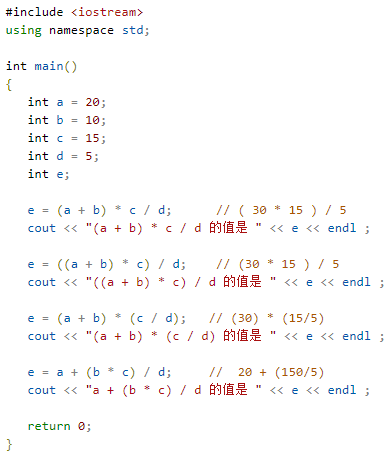 #include <iostream>
using namespace std;
int main()
{
int a = 20;
int b = 10;
int c = 15;
int d = 5;
int e;
e = (a + b) * c / d;      // ( 30 * 15 ) / 5
cout << "(a + b) * c / d 的值是 " << e << endl ;
e = ((a + b) * c) / d;    // (30 * 15 ) / 5
cout << "((a + b) * c) / d 的值是 " << e << endl ;
e = (a + b) * (c / d);   // (30) * (15/5)
cout << "(a + b) * (c / d) 的值是 " << e << endl ;
e = a + (b * c) / d;     //  20 + (150/5)
cout << "a + (b * c) / d 的值是 " << e << endl ;
return 0;
}